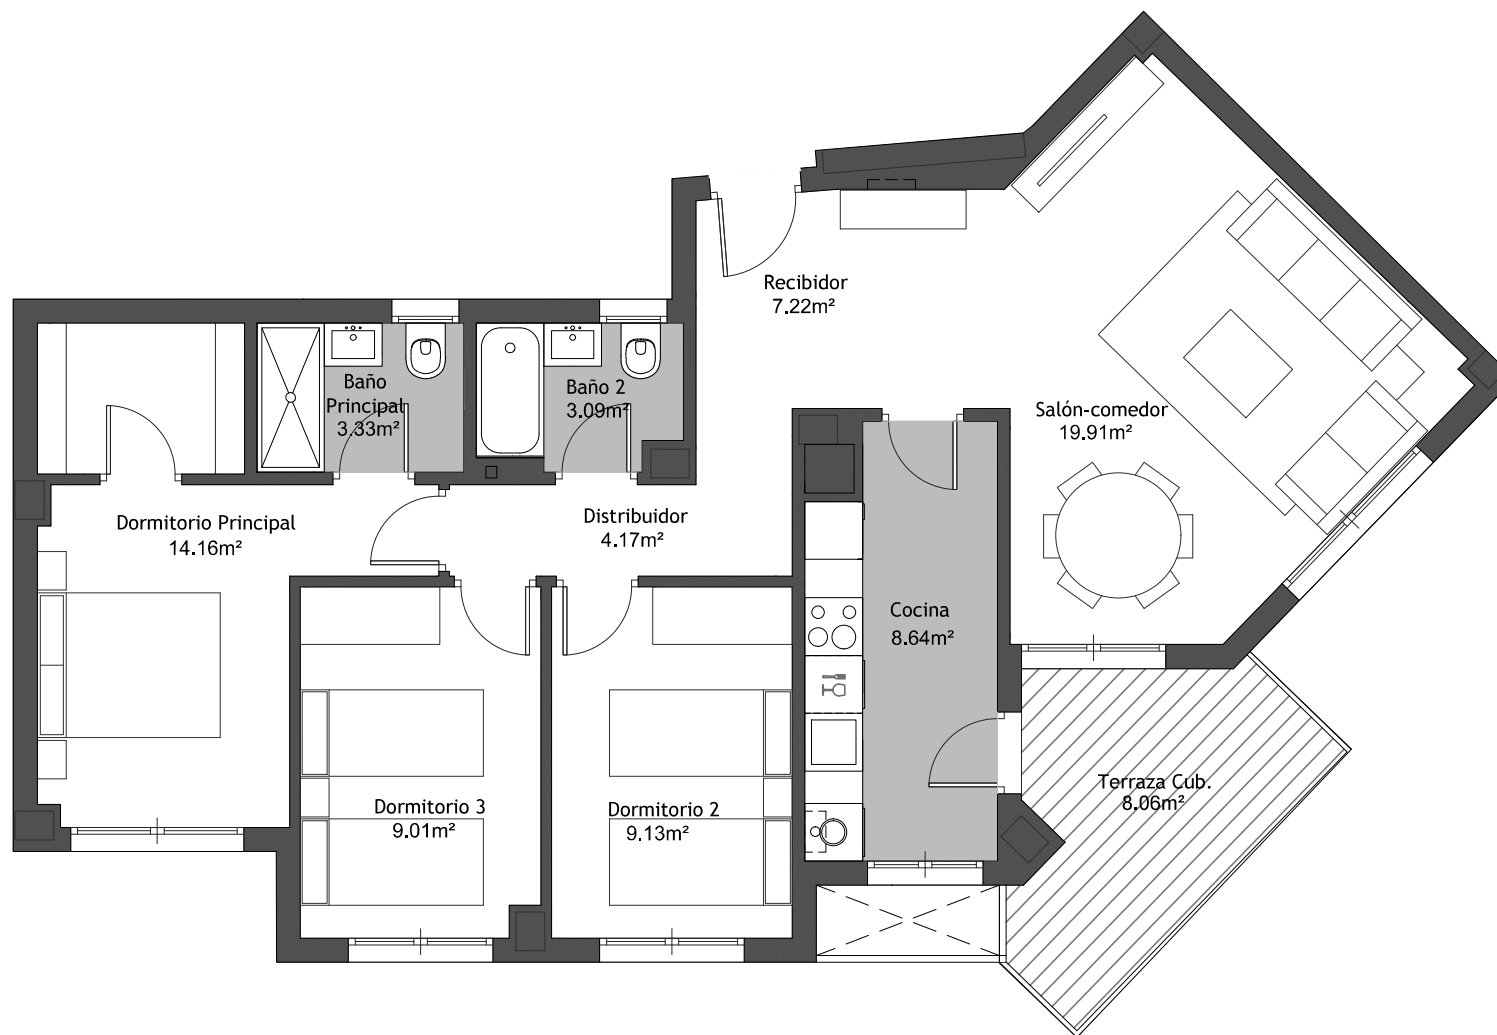 Recibidor
7.22m²
Baño
Principal
3.33m²
Baño 2
3.09m²
Salón-comedor
19.91m²
Dormitorio Principal
14.16m²
Distribuidor
4.17m²
Cocina
8.64m²
Terraza Cub.
8.06m²
Dormitorio 3
9.01m²
Dormitorio 2
9.13m²